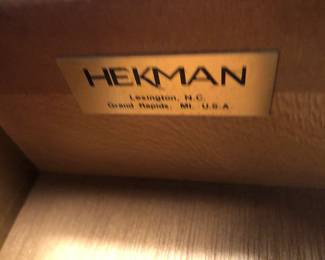 HEKMAN
Lexington, N.C.
Grand Rapids, MI. U.S.A.